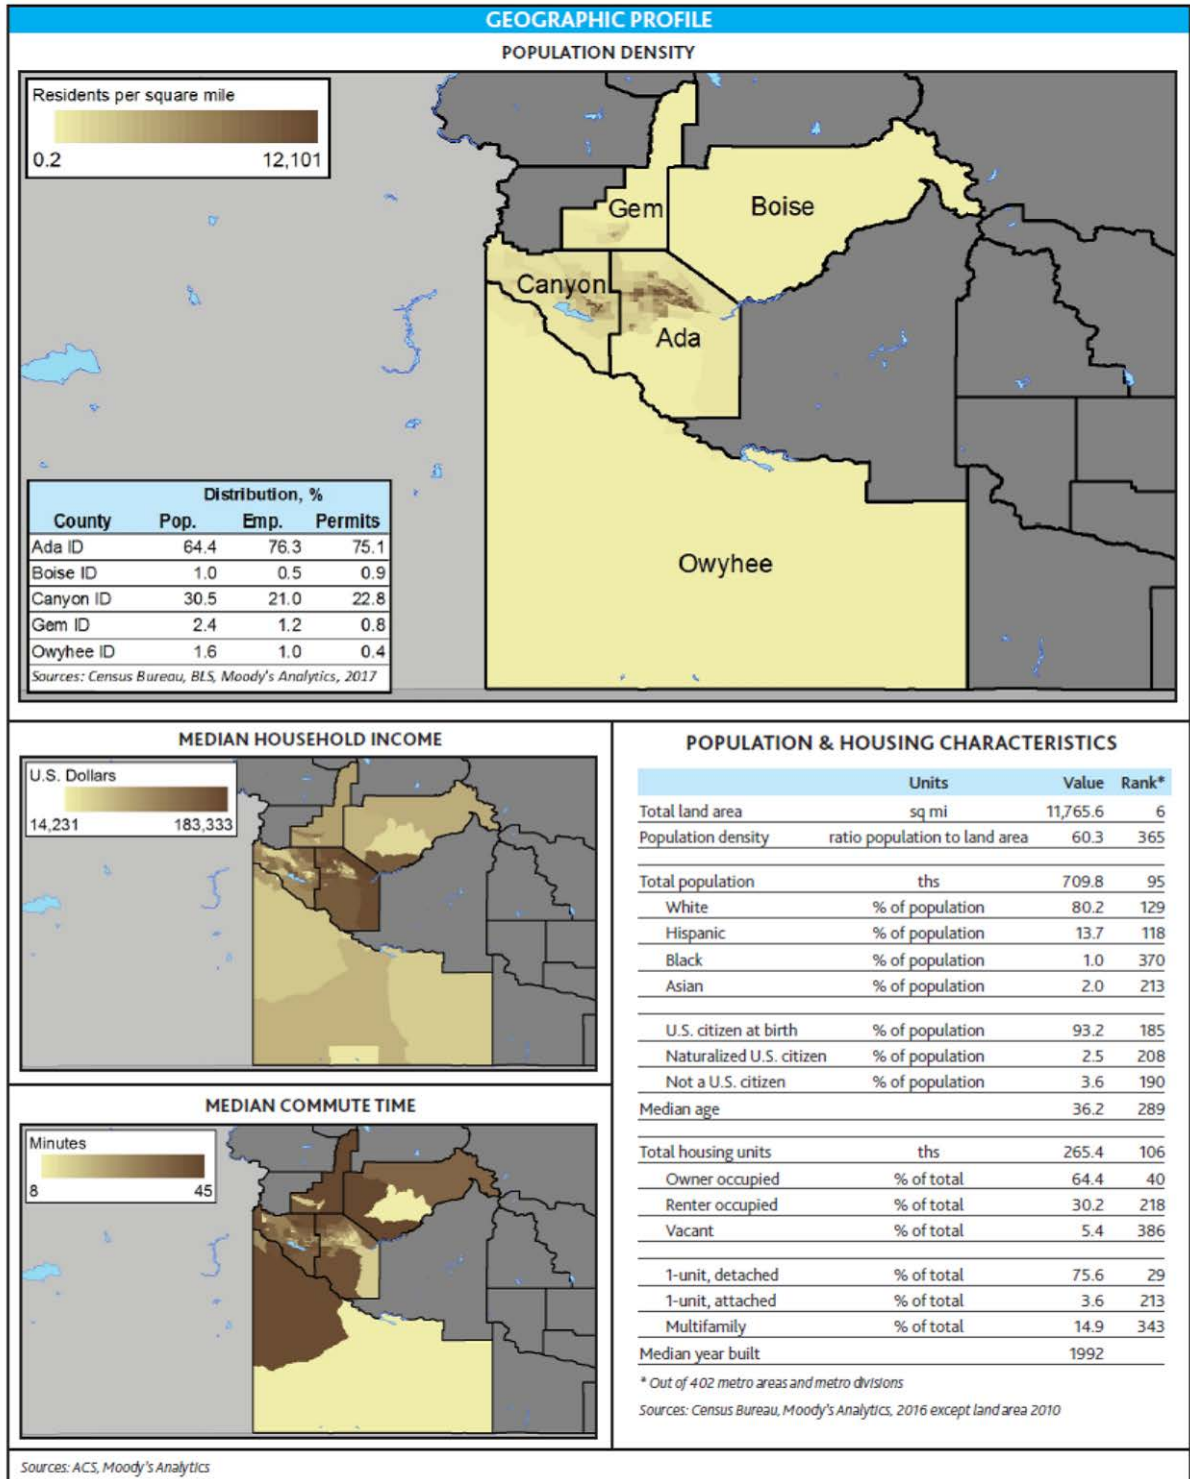 GEOGRAPHIC PROFILE
POPULATION DENSITY
Residents per square mile
0.2 12,101
Gem
Boise
Canyon
Ada
Owyhee
Distribution, %
County Pop. Emp. Permits
Ada ID 64.4 76.3 75.1
Boise ID 1.0 0.5 0.9
Canyon ID 30.5 21.0 22.8
Gem ID 2.4 1.2 0.8
Owyhee ID 1.6 1.0 0.4
Sources: Census Bureau, BLS, Moody's Analytics, 2017
MEDIAN HOUSEHOLD INCOME
U.S. Dollars
14,231 183,333
MEDIAN COMMUTE TIME
Minutes
8 45
POPULATION & HOUSING CHARACTERISTICS
Units Value Rank*
Total land area sq mi 11,765.6 6
Population density ratio population to land area 60.3 365
Total population ths 709.8 95
White % of population 80.2 129
Hispanic % of population 13.7 118
Black % of population 1.0 370
Asian % of population 2.0 213
U.S. citizen at birth % of population 93.2 185
Naturalized U.S. citizen % of population 2.5 208
Not a U.S. citizen % of population 3.6 190
Median age 36.2 289
Total housing units ths 265.4 106
Owner occupied % of total 64.4 40
Renter occupied % of total 30.2 218
Vacant % of total 5.4 386
1-unit, detached % of total 75.6 29
1-unit, attached % of total 3.6 213
Multifamily % of total 14.9 343
Median year built 1992
* Out of 402 metro areas and metro divisions
Sources: Census Bureau, Moody's Analytics, 2016 except land area 2010
Sources: ACS, Moody's Analytics